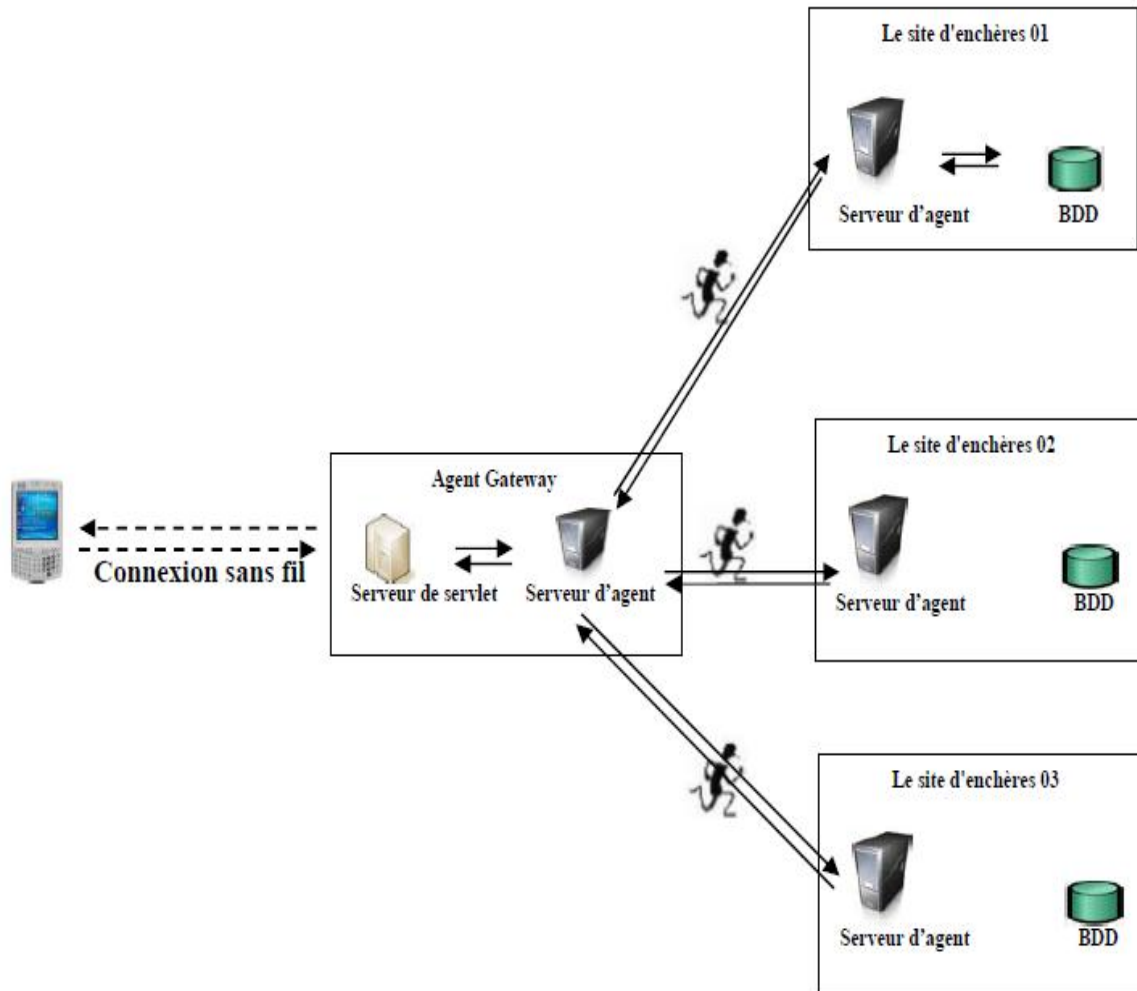 Le site d'enchères 01
Serveur d’agent
BDD
Le site d'enchères 02
Agent Gateway
Connexion sans fil
Serveur de servlet
Serveur d’agent
Serveur d’agent
BDD
Le site d'enchères 03
Serveur d’agent
BDD